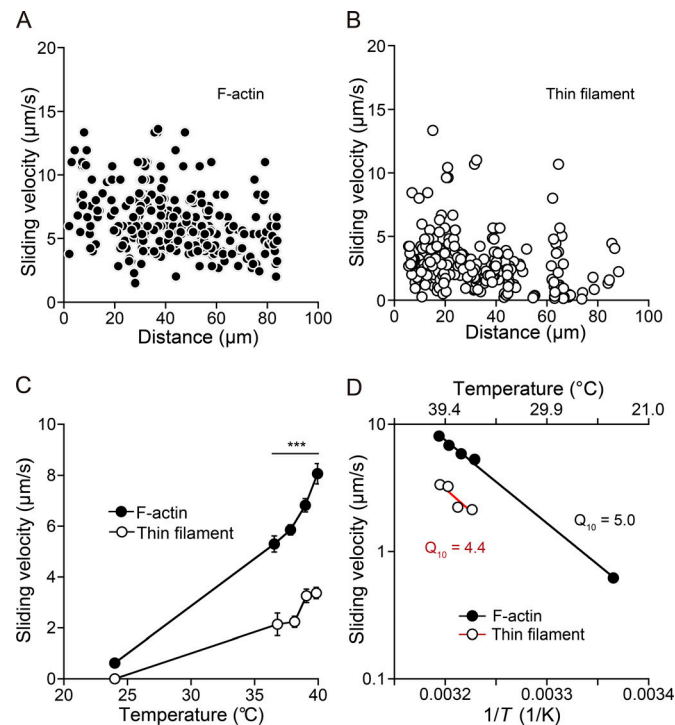 A
Sliding velocity (µm/s)
20
15
10
5
0
F-actin
0 20 40 60 80 100
Distance (µm)
B
Sliding velocity (µm/s)
20
15
10
5
0
Thin filament
0 20 40 60 80 100
Distance (µm)
C
Sliding velocity (µm/s)
10
8
6
4
2
0
***
F-actin
Thin filament
20 25 30 35 40
Temperature (℃)
D
Temperature (°C)
39.4 29.9 21.0
Sliding velocity (µm/s)
10
1
0.1
Q10 = 5.0
Q10 = 4.4
F-actin
Thin filament
0.0032 0.0033 0.0034
1/T (1/K)